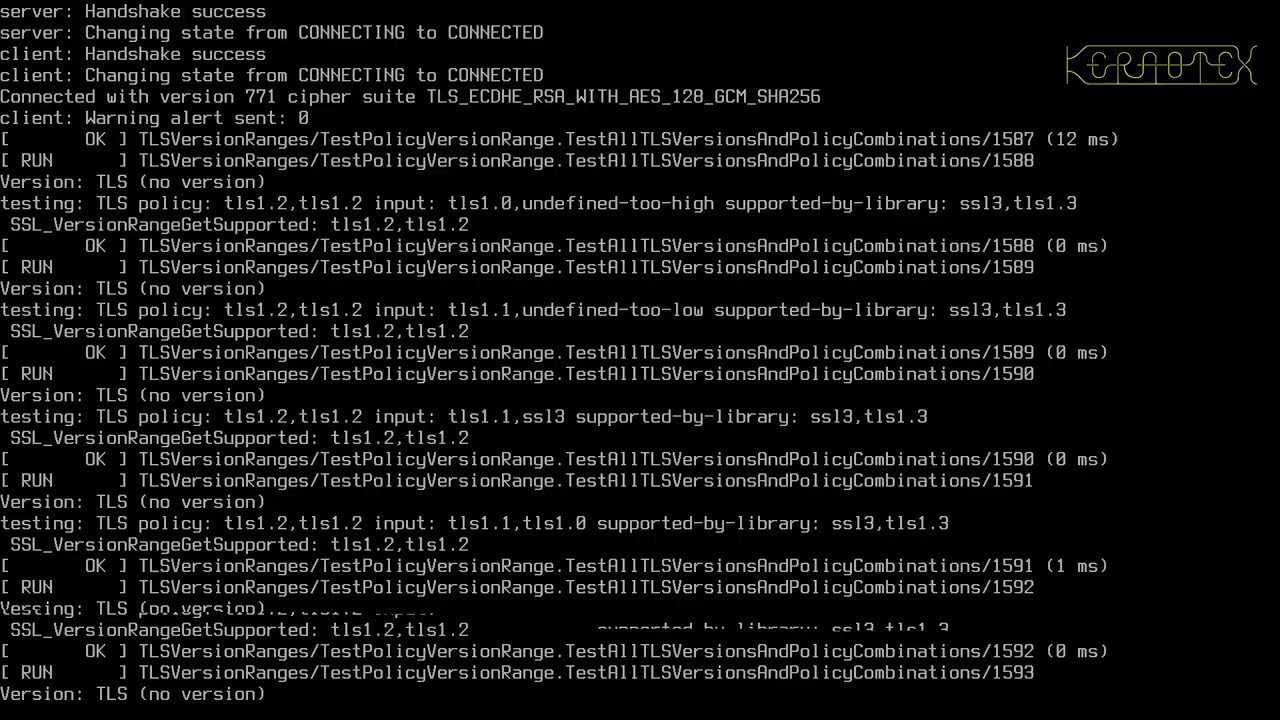 server: Handshake success
server: Changing state from CONNECTING to CONNECTED
client: Handshake success
KERNOTEX
client: Changing state from CONNECTING to CONNECTED
Connected with version 771 cipher suite TLS_ECDHE_RSA_WITH_AES_128_GCM_SHA256
client: Warning alert sent: 0
[       OK ] TLSVersionRanges/TestPolicyVersionRange.TestAllTLSVersionsAndPolicyCombinations/1587 (12 ms)
[ RUN      ] TLSVersionRanges/TestPolicyVersionRange.TestAllTLSVersionsAndPolicyCombinations/1588
Version: TLS (no version)
testing: TLS policy: tls1.2,tls1.2 input: tls1.0,undefined-too-high supported-by-library: ssl3,tls1.3
SSL_VersionRangeGetSupported: tls1.2,tls1.2
[       OK ] TLSVersionRanges/TestPolicyVersionRange.TestAllTLSVersionsAndPolicyCombinations/1588 (0 ms)
[ RUN      ] TLSVersionRanges/TestPolicyVersionRange.TestAllTLSVersionsAndPolicyCombinations/1589
Version: TLS (no version)
testing: TLS policy: tls1.2,tls1.2 input: tls1.1,undefined-too-low supported-by-library: ssl3,tls1.3
SSL_VersionRangeGetSupported: tls1.2,tls1.2
[       OK ] TLSVersionRanges/TestPolicyVersionRange.TestAllTLSVersionsAndPolicyCombinations/1589 (0 ms)
[ RUN      ] TLSVersionRanges/TestPolicyVersionRange.TestAllTLSVersionsAndPolicyCombinations/1590
Version: TLS (no version)
testing: TLS policy: tls1.2,tls1.2 input: tls1.1,ssl3 supported-by-library: ssl3,tls1.3
SSL_VersionRangeGetSupported: tls1.2,tls1.2
[       OK ] TLSVersionRanges/TestPolicyVersionRange.TestAllTLSVersionsAndPolicyCombinations/1590 (0 ms)
[ RUN      ] TLSVersionRanges/TestPolicyVersionRange.TestAllTLSVersionsAndPolicyCombinations/1591
Version: TLS (no version)
testing: TLS policy: tls1.2,tls1.2 input: tls1.1,tls1.0 supported-by-library: ssl3,tls1.3
SSL_VersionRangeGetSupported: tls1.2,tls1.2
[       OK ] TLSVersionRanges/TestPolicyVersionRange.TestAllTLSVersionsAndPolicyCombinations/1591 (1 ms)
[ RUN      ] TLSVersionRanges/TestPolicyVersionRange.TestAllTLSVersionsAndPolicyCombinations/1592
TLS (no version)
SSL_VersionRangeGetSupported: tls1.2,tls1.2 supported-by-library: ssl3,tls1.3
[       OK ] TLSVersionRanges/TestPolicyVersionRange.TestAllTLSVersionsAndPolicyCombinations/1592 (0 ms)
[ RUN      ] TLSVersionRanges/TestPolicyVersionRange.TestAllTLSVersionsAndPolicyCombinations/1593
Version: TLS (no version)